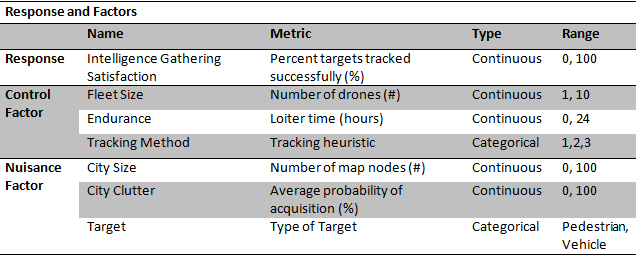 Response and Factors
Name Metric Type Range
Response Intelligence Gathering Percent targets tracked Continuous 0, 100
Satisfaction successfully (%)
Control Fleet Size Number of drones (#) Continuous 1, 10
Factor
Endurance Loiter time (hours) Continuous 0, 24
Tracking Method Tracking heuristic Categorical 1,2,3
Nuisance City Size Number of map nodes (#) Continuous 0, 100
Factor
City Clutter Average probability of Continuous 0, 100
acquisition (%)
Target Type of Target Categorical Pedestrian,
Vehicle